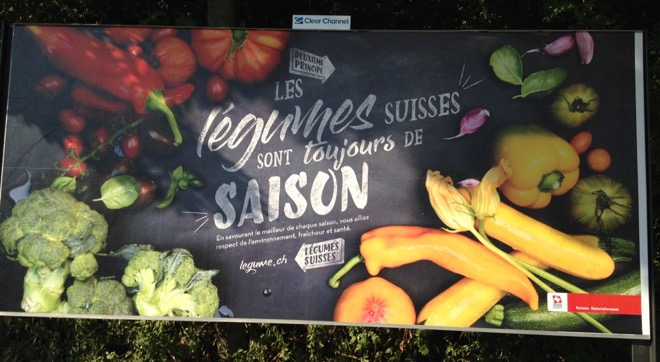 Clear Channel
DEUXIÈME
PRINCIPE
LES
légumes SUISSES
SONT toujours DE
SAISON
En savourant le meilleur de chaque saison, vous alliez
respect de l'environnement, fraîcheur et santé.
legume.ch
LÉGUMES
SUISSES
Suisse. Naturellement.